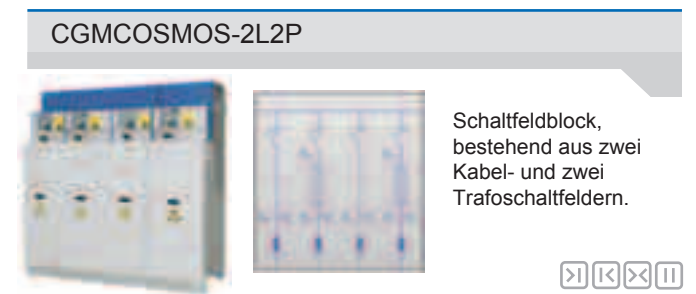 CGMCOSMOS-2L2P
Schaltfeldblock,
bestehend aus zwei
Kabel- und zwei
Trafoschaltfeldern.